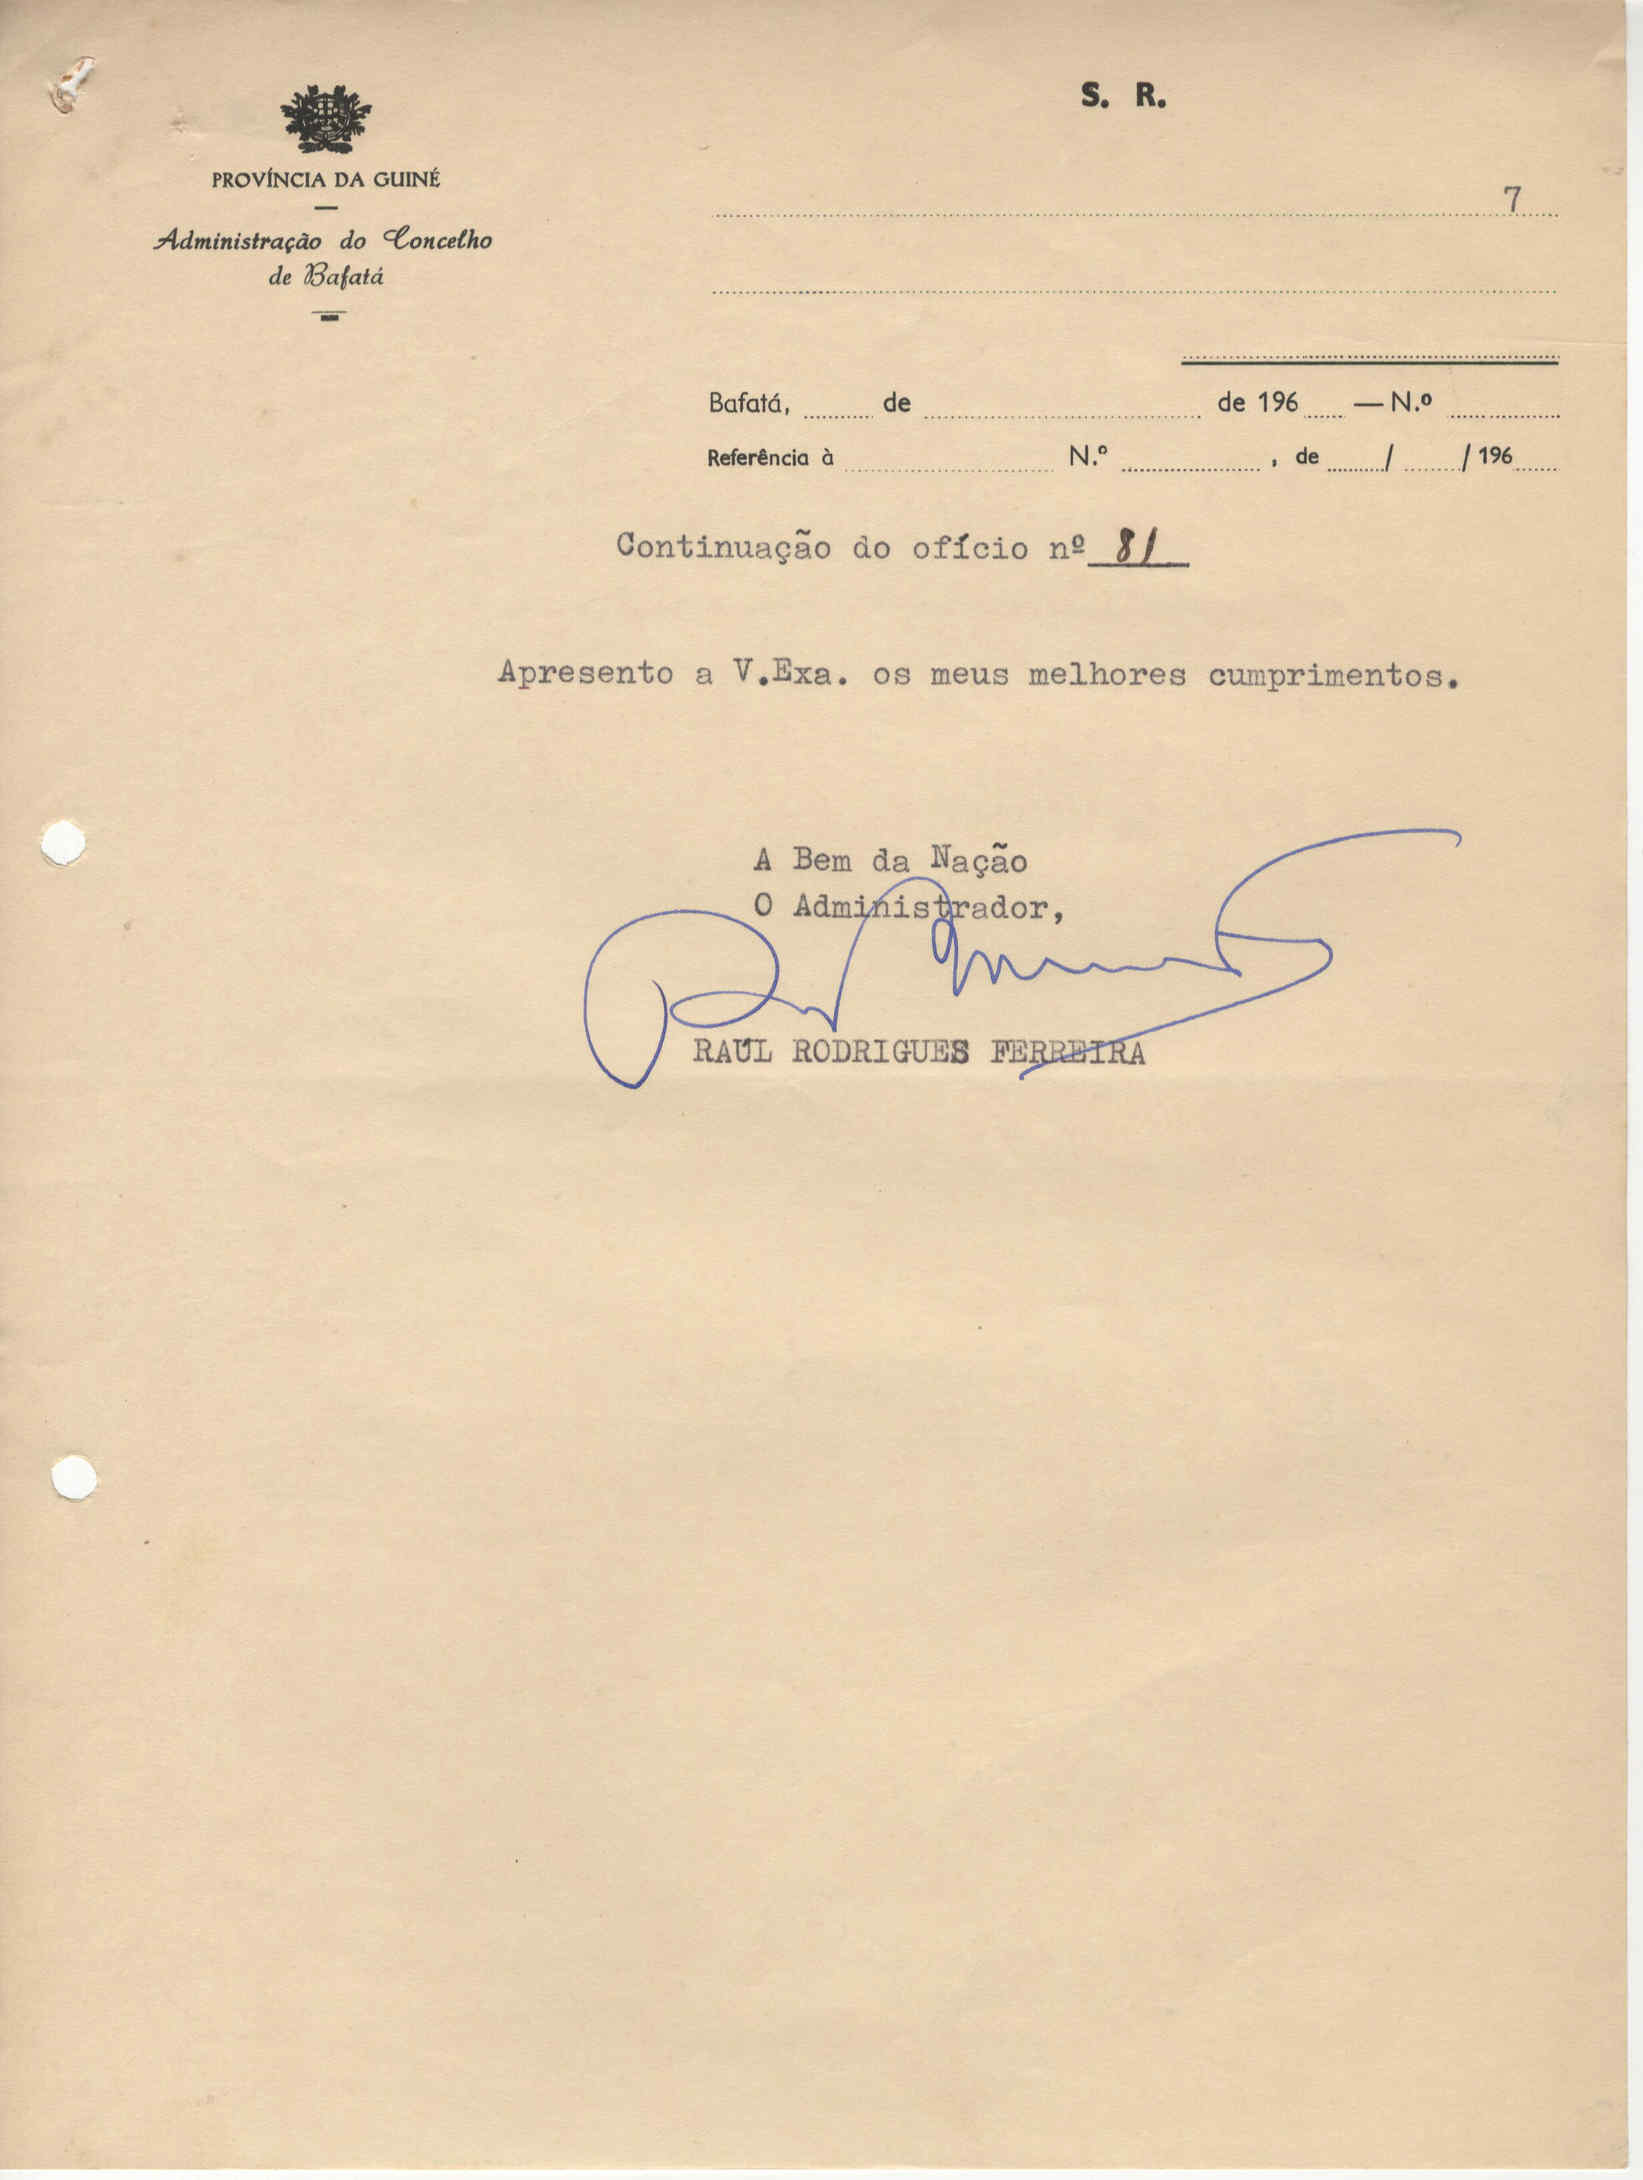 S. R.
PROVÍNCIA DA GUINÉ
Administração do Concelho
de Bafatá
7
Bafatá, de de 196 — N.º
Referência à N.º , de / / 196
Continuação do ofício nº 81
Apresento a V.Exa. os meus melhores cumprimentos.
A Bem da Nação
O Administrador,
RAÚL RODRIGUES FERREIRA